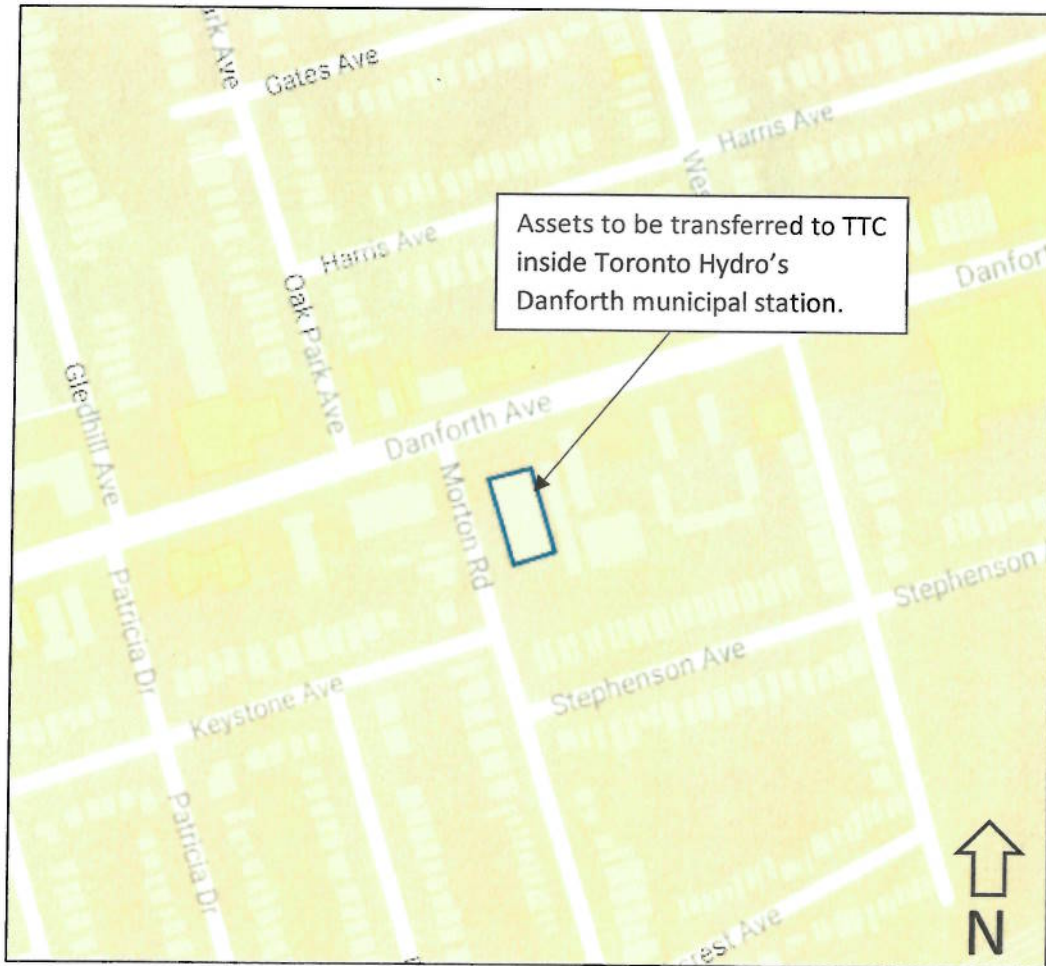 Gates Ave
Harris Ave
Assets to be transferred to TTC
inside Toronto Hydro's
Danforth municipal station.
Harris Ave
Oak Park Ave
Gledhill Ave
Danforth Ave
Morton Rd
Patricia Dr
Stephenson
Stephenson Ave
Keystone Ave
Patricia Dr
N